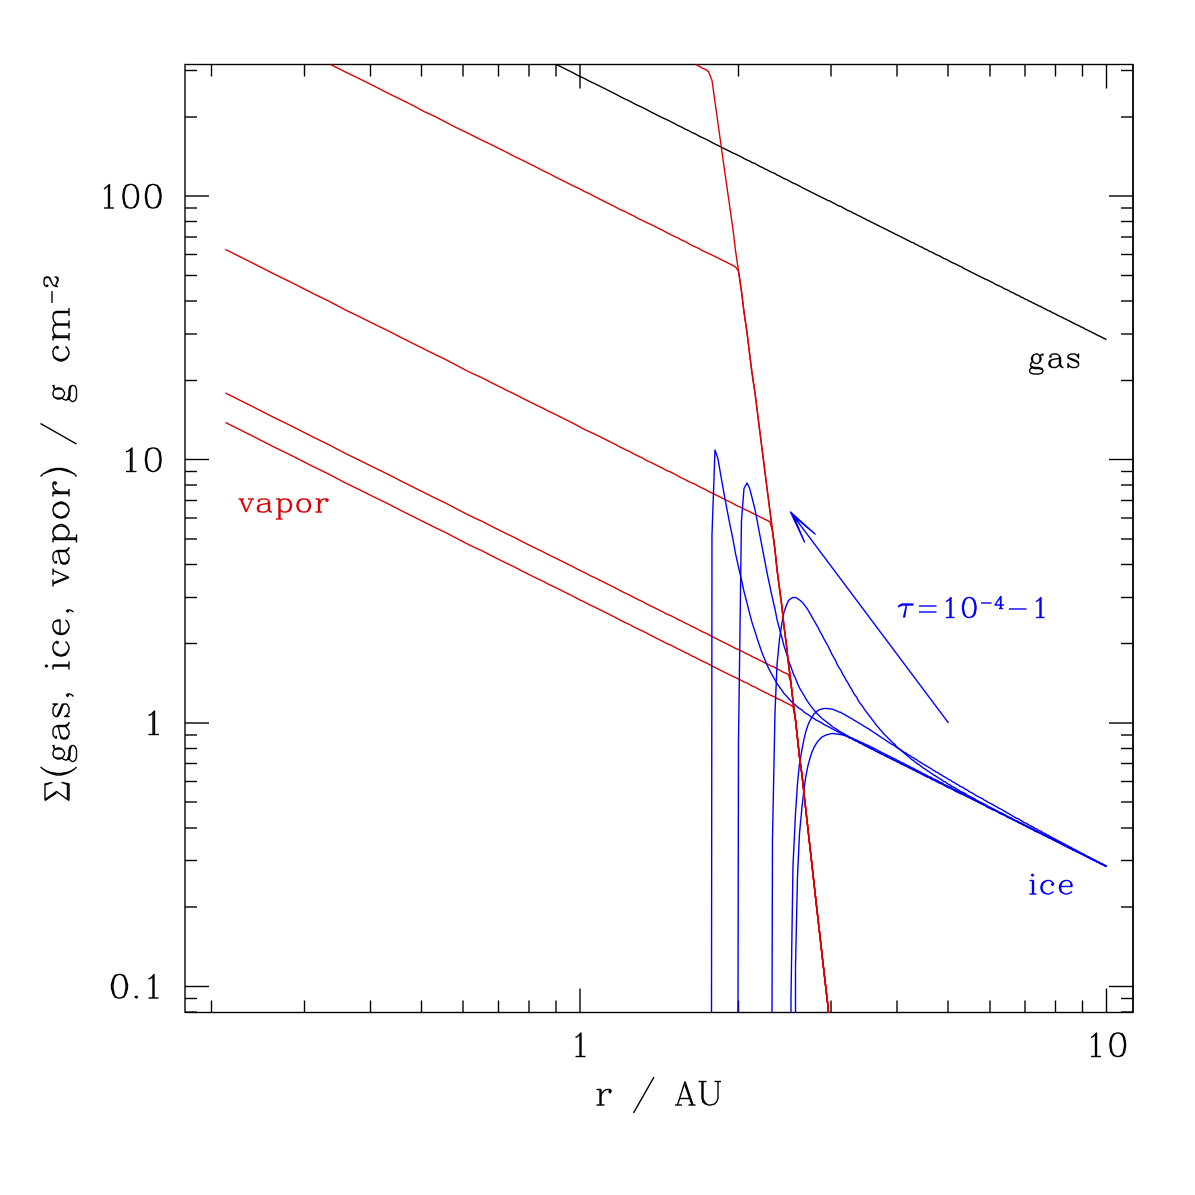 Σ(gas, ice, vapor) / g cm⁻²
100
10
1
0.1
gas
vapor
τ=10⁻⁴−1
ice
1
10
r / AU